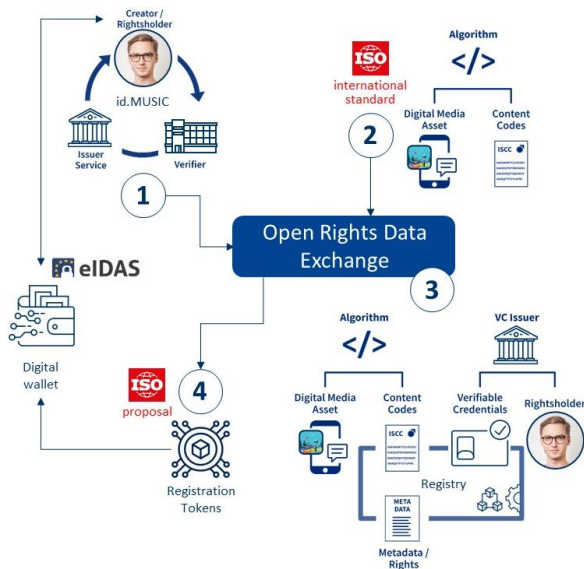 Creator /
Rightsholder
id.MUSIC
Issuer
Service
Verifier
1
ISO
international
standard
2
Algorithm
</>
Digital Media
Asset
Content
Codes
ISCC
Open Rights Data
Exchange
3
eIDAS
Digital
wallet
ISO
proposal
4
Registration
Tokens
Algorithm
</>
VC Issuer
Digital Media
Asset
Content
Codes
Verifiable
Credentials
Rightsholder
ISCC
Registry
META
DATA
Metadata /
Rights